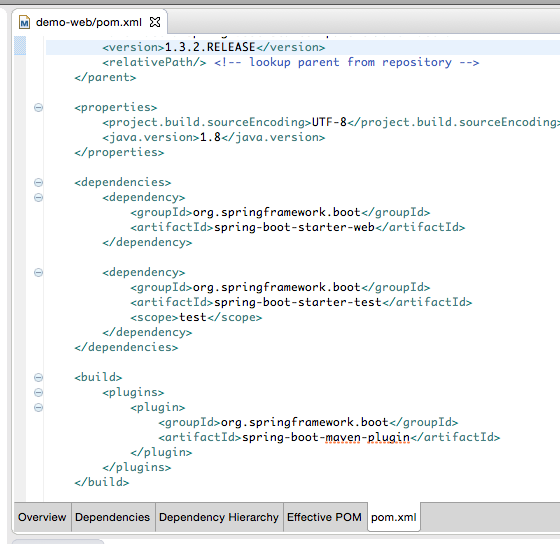 demo-web/pom.xml
<version>1.3.2.RELEASE</version>
<relativePath/> <!-- lookup parent from repository -->
</parent>
<properties>
<project.build.sourceEncoding>UTF-8</project.build.sourceEncoding>
<java.version>1.8</java.version>
</properties>
<dependencies>
<dependency>
<groupId>org.springframework.boot</groupId>
<artifactId>spring-boot-starter-web</artifactId>
</dependency>
<dependency>
<groupId>org.springframework.boot</groupId>
<artifactId>spring-boot-starter-test</artifactId>
<scope>test</scope>
</dependency>
</dependencies>
<build>
<plugins>
<plugin>
<groupId>org.springframework.boot</groupId>
<artifactId>spring-boot-maven-plugin</artifactId>
</plugin>
</plugins>
</build>
Overview Dependencies Dependency Hierarchy Effective POM pom.xml